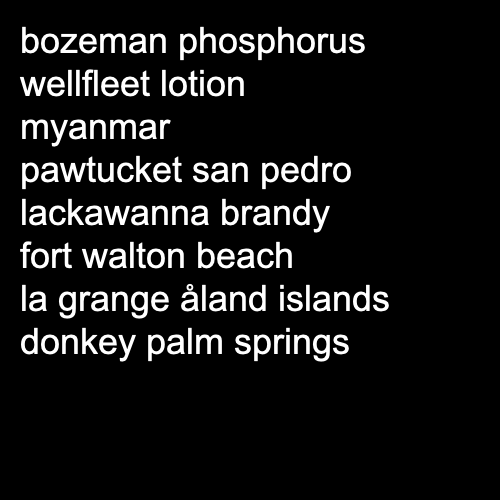 bozeman phosphorus
wellfleet lotion
myanmar
pawtucket san pedro
lackawanna brandy
fort walton beach
la grange åland islands
donkey palm springs